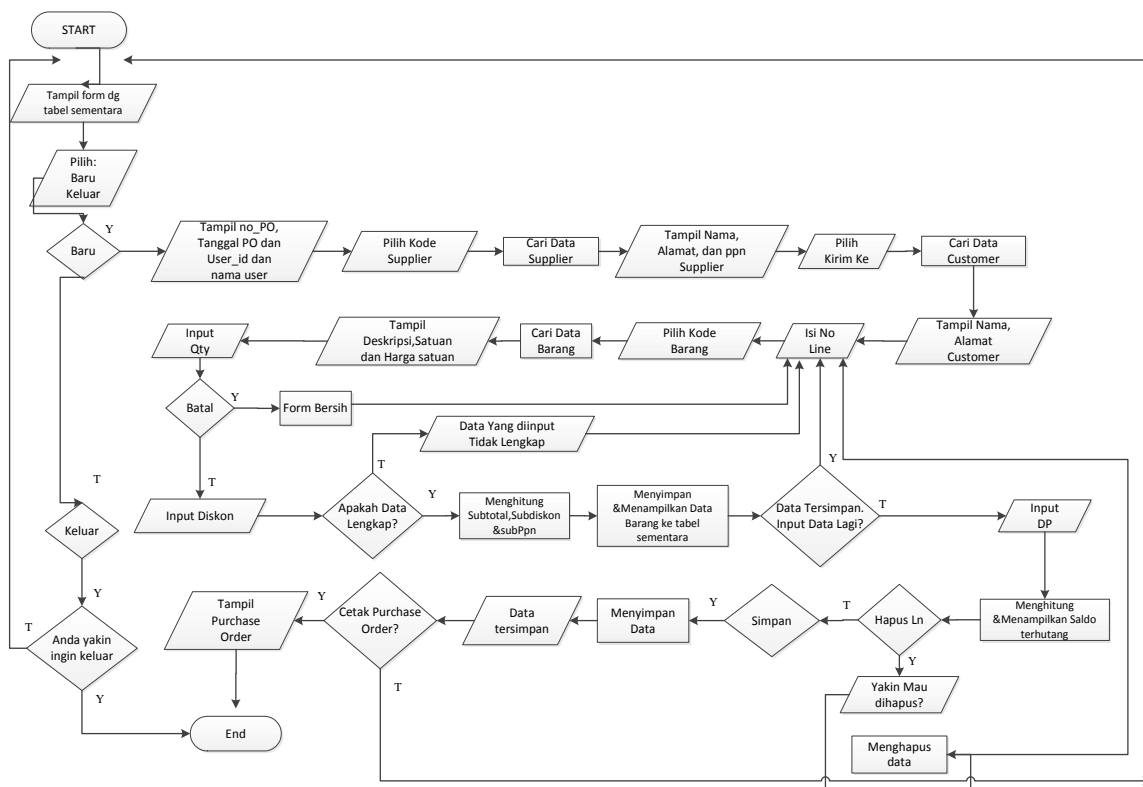 START
Tampil form dg
tabel sementara
Pilih:
Baru
Keluar
Baru
Y
Tampil no_PO,
Tanggal PO dan
User_id dan
nama user
Pilih Kode
Supplier
Cari Data
Supplier
Tampil Nama,
Alamat, dan ppn
Supplier
Pilih
Kirim Ke
Cari Data
Customer
Tampil Nama,
Alamat
Customer
Isi No
Line
Pilih Kode
Barang
Cari Data
Barang
Tampil
Deskripsi,Satuan
dan Harga satuan
Input
Qty
Batal
Y
Form Bersih
T
Data Yang diinput
Tidak Lengkap
T
Input Diskon
Apakah Data
Lengkap?
Y
Menghitung
Subtotal,Subdiskon
&subPpn
Menyimpan
&Menampilkan Data
Barang ke tabel
sementara
Data Tersimpan.
Input Data Lagi?
Y
T
Input
DP
T
Keluar
Y
Anda yakin
ingin keluar
T
Y
Tampil
Purchase
Order
Y
Cetak Purchase
Order?
T
Data
tersimpan
Menyimpan
Data
Y
Simpan
T
Hapus Ln
Y
Menghitung
&Menampilkan Saldo
terhutang
Yakin Mau
dihapus?
End
Menghapus
data